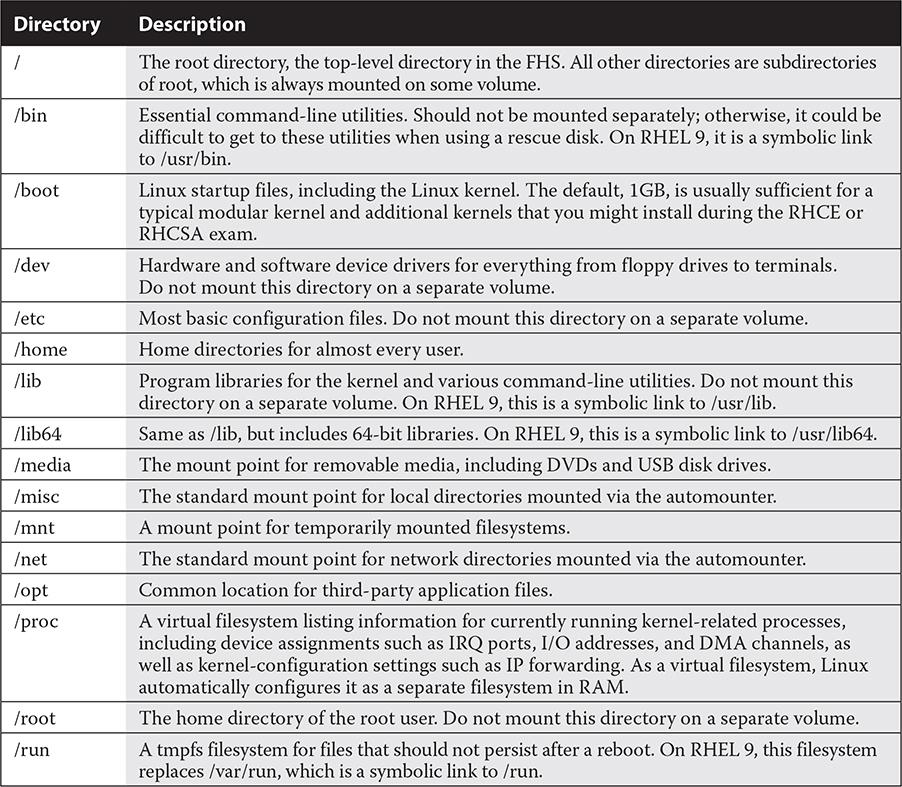 Directory Description
/ The root directory, the top-level directory in the FHS. All other directories are subdirectories
of root, which is always mounted on some volume.
/bin Essential command-line utilities. Should not be mounted separately; otherwise, it could be
difficult to get to these utilities when using a rescue disk. On RHEL 9, it is a symbolic link
to /usr/bin.
/boot Linux startup files, including the Linux kernel. The default, 1GB, is usually sufficient for a
typical modular kernel and additional kernels that you might install during the RHCE or
RHCSA exam.
/dev Hardware and software device drivers for everything from floppy drives to terminals.
Do not mount this directory on a separate volume.
/etc Most basic configuration files. Do not mount this directory on a separate volume.
/home Home directories for almost every user.
/lib Program libraries for the kernel and various command-line utilities. Do not mount this
directory on a separate volume. On RHEL 9, this is a symbolic link to /usr/lib.
/lib64 Same as /lib, but includes 64-bit libraries. On RHEL 9, this is a symbolic link to /usr/lib64.
/media The mount point for removable media, including DVDs and USB disk drives.
/misc The standard mount point for local directories mounted via the automounter.
/mnt A mount point for temporarily mounted filesystems.
/net The standard mount point for network directories mounted via the automounter.
/opt Common location for third-party application files.
/proc A virtual filesystem listing information for currently running kernel-related processes,
including device assignments such as IRQ ports, I/O addresses, and DMA channels, as
well as kernel-configuration settings such as IP forwarding. As a virtual filesystem, Linux
automatically configures it as a separate filesystem in RAM.
/root The home directory of the root user. Do not mount this directory on a separate volume.
/run A tmpfs filesystem for files that should not persist after a reboot. On RHEL 9, this filesystem
replaces /var/run, which is a symbolic link to /run.